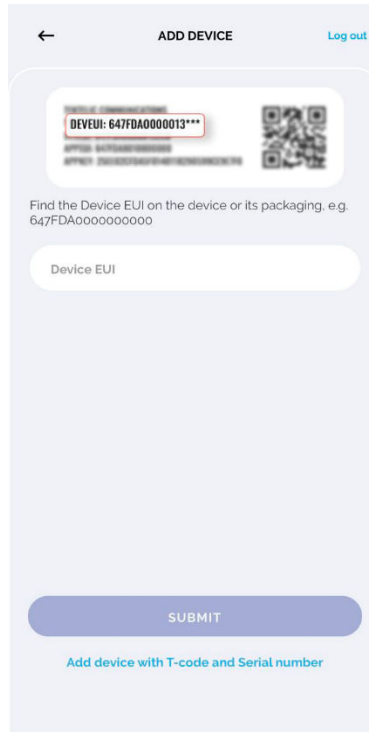 ADD DEVICE
Log out
DEVEUI: 647FDA0000013***
Find the Device EUI on the device or its packaging, e.g.
647FDA0000000000
Device EUI
SUBMIT
Add device with T-code and Serial number